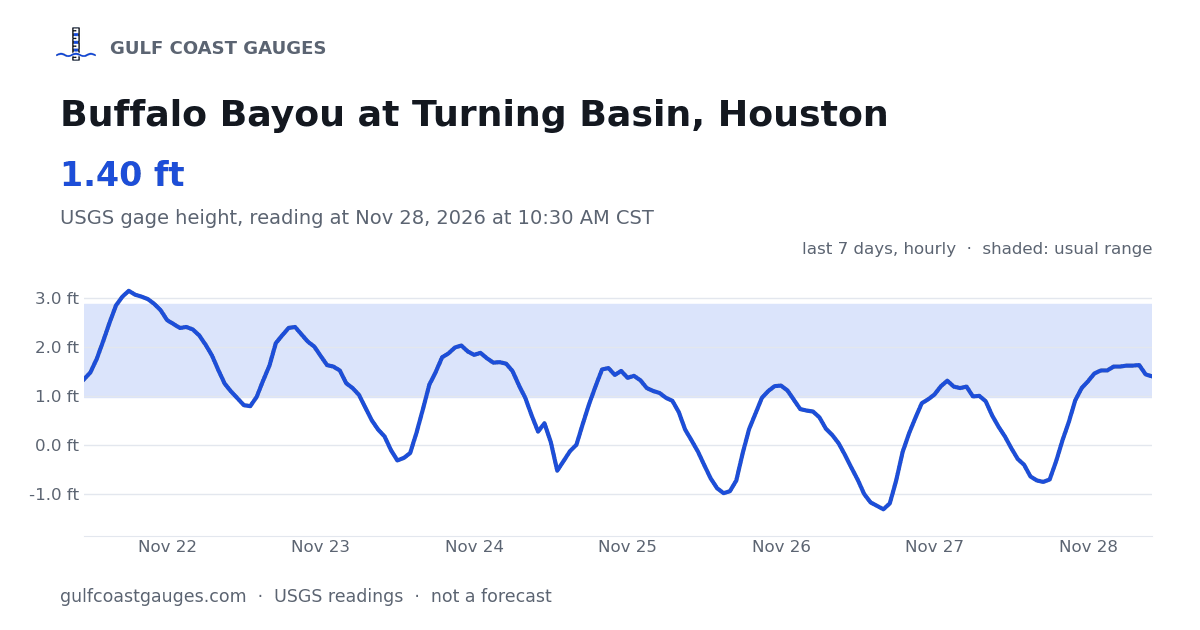 GULF COAST GAUGES
Buffalo Bayou at Turning Basin, Houston
1.40 ft
USGS gage height, reading at Nov 28, 2026 at 10:30 AM CST
last 7 days, hourly · shaded: usual range
3.0 ft
2.0 ft
1.0 ft
0.0 ft
-1.0 ft
Nov 22 Nov 23 Nov 24 Nov 25 Nov 26 Nov 27 Nov 28
gulfcoastgauges.com · USGS readings · not a forecast